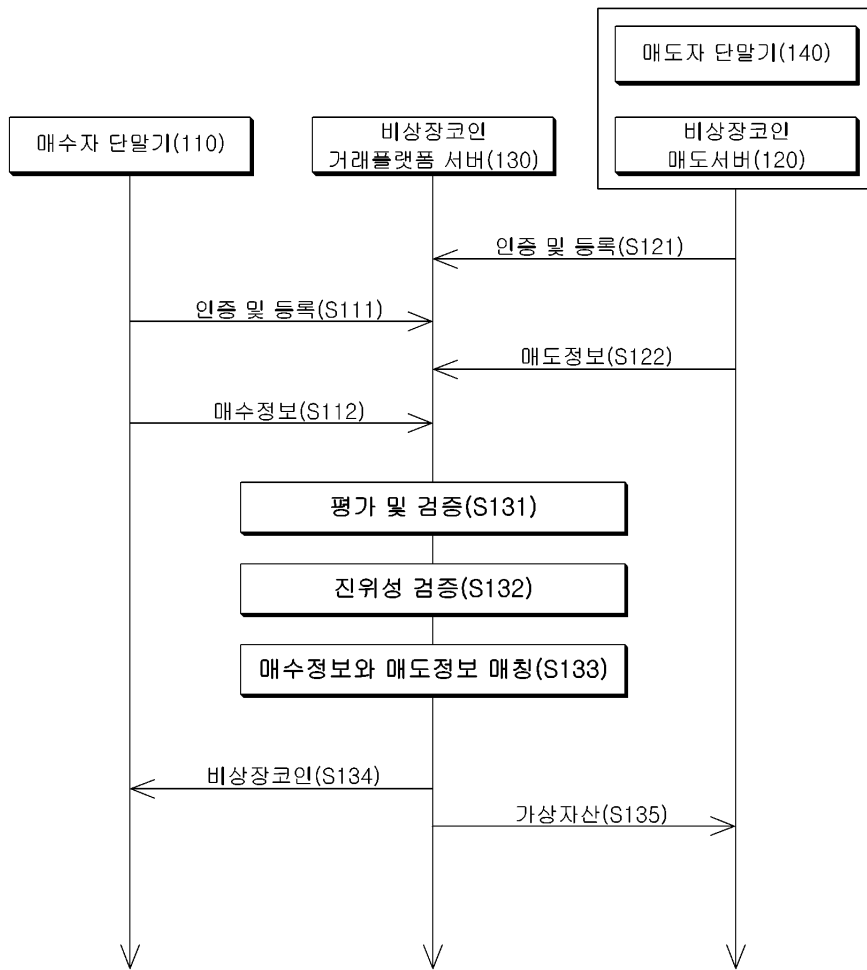 매도자 단말기(140)
매수자 단말기(110)
비상장코인
거래플랫폼 서버(130)
비상장코인
매도서버(120)
인증 및 등록(S121)
인증 및 등록(S111)
매도정보(S122)
매수정보(S112)
평가 및 검증(S131)
진위성 검증(S132)
매수정보와 매도정보 매칭(S133)
비상장코인(S134)
가상자산(S135)